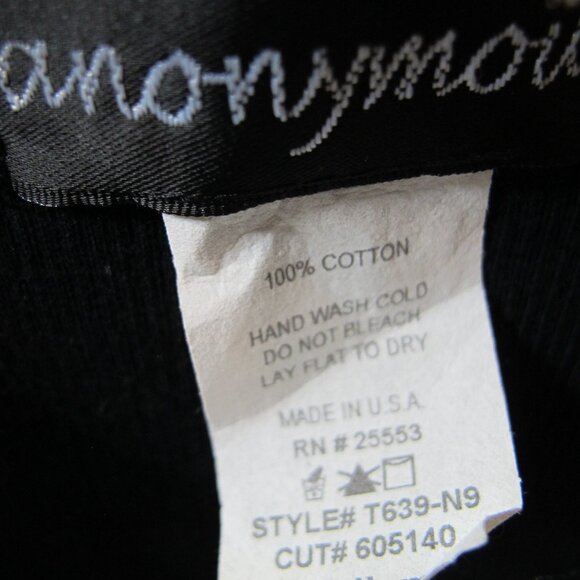 anonymou
100% COTTON
HAND WASH COLD
DO NOT BLEACH
LAY FLAT TO DRY
MADE IN U.S.A.
RN # 25553
STYLE# T639-N9
CUT# 605140